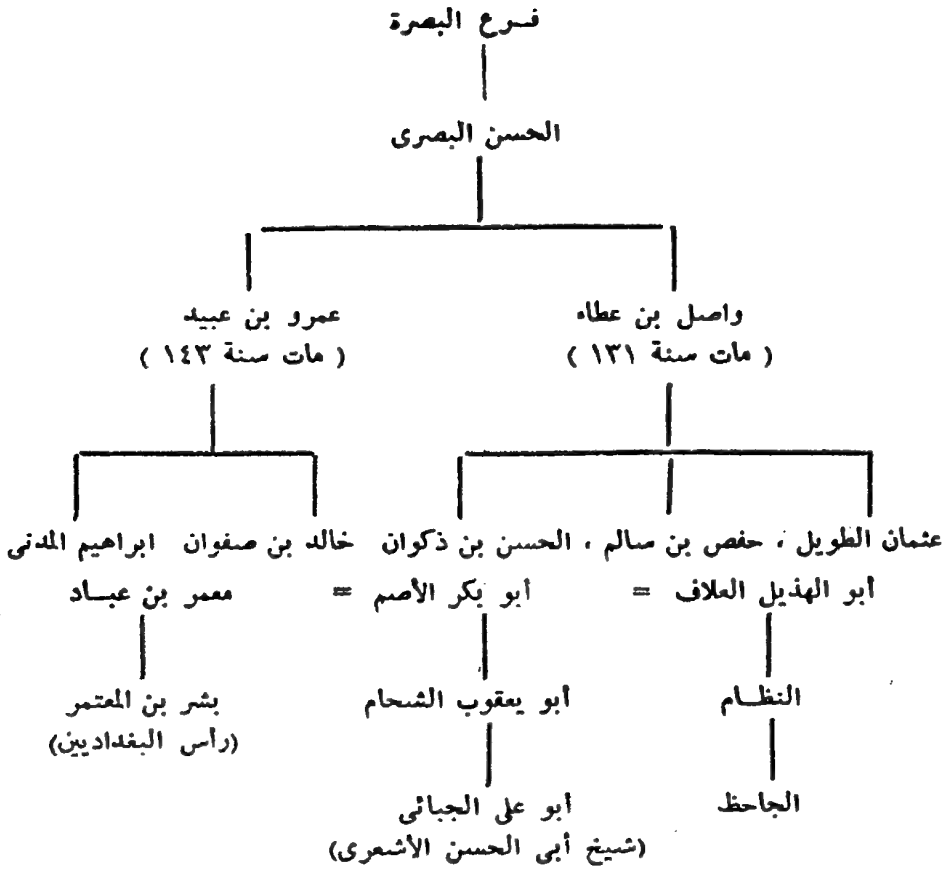 فرع البصرة
الحسن البصرى
واصل بن عطاء عمرو بن عبيد
( مات سنة ١٣١ ) ( مات سنة ١٤٣ )
عثمان الطويل ، حفص بن سالم ، الحسن بن ذكوان خالد بن صفوان ابراهيم المدنى
أبو الهذيل العلاف = أبو بكر الأصم = معمر بن عباد
النظام أبو يعقوب الشحام بشر بن المعتمر
(رأس البغداديين)
الجاحظ أبو على الجبائى
(شيخ أبى الحسن الأشعرى)